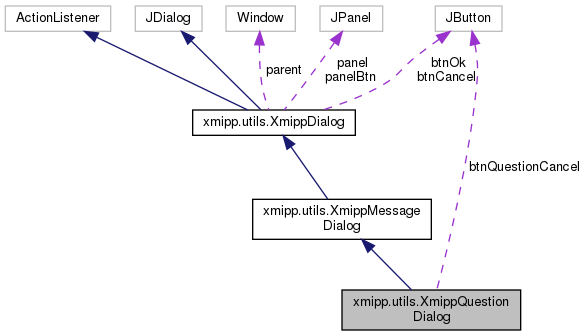 ActionListener
JDialog
Window
JPanel
JButton
parent
panel
panelBtn
btnOk
btnCancel
xmipp.utils.XmippDialog
btnQuestionCancel
xmipp.utils.XmippMessage
Dialog
xmipp.utils.XmippQuestion
Dialog